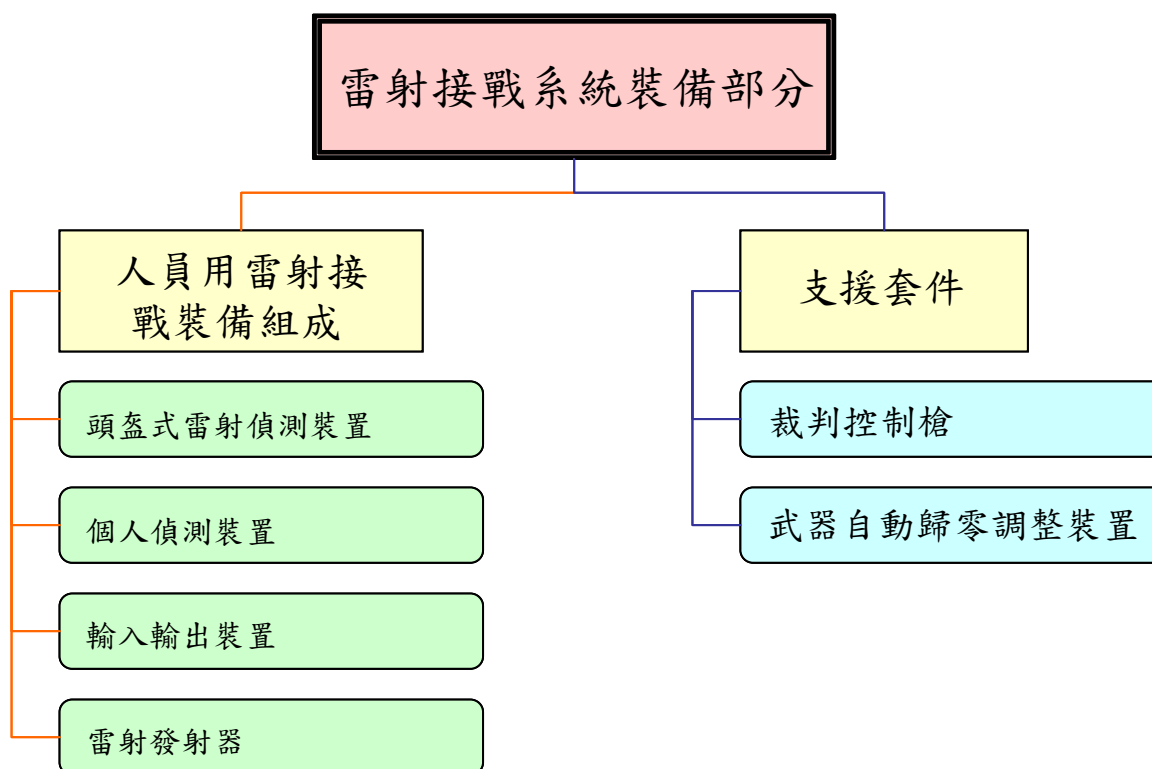 雷射接戰系統裝備部分
人員用雷射接
戰裝備組成
頭盔式雷射偵測裝置
個人偵測裝置
輸入輸出裝置
雷射發射器
支援套件
裁判控制槍
武器自動歸零調整裝置